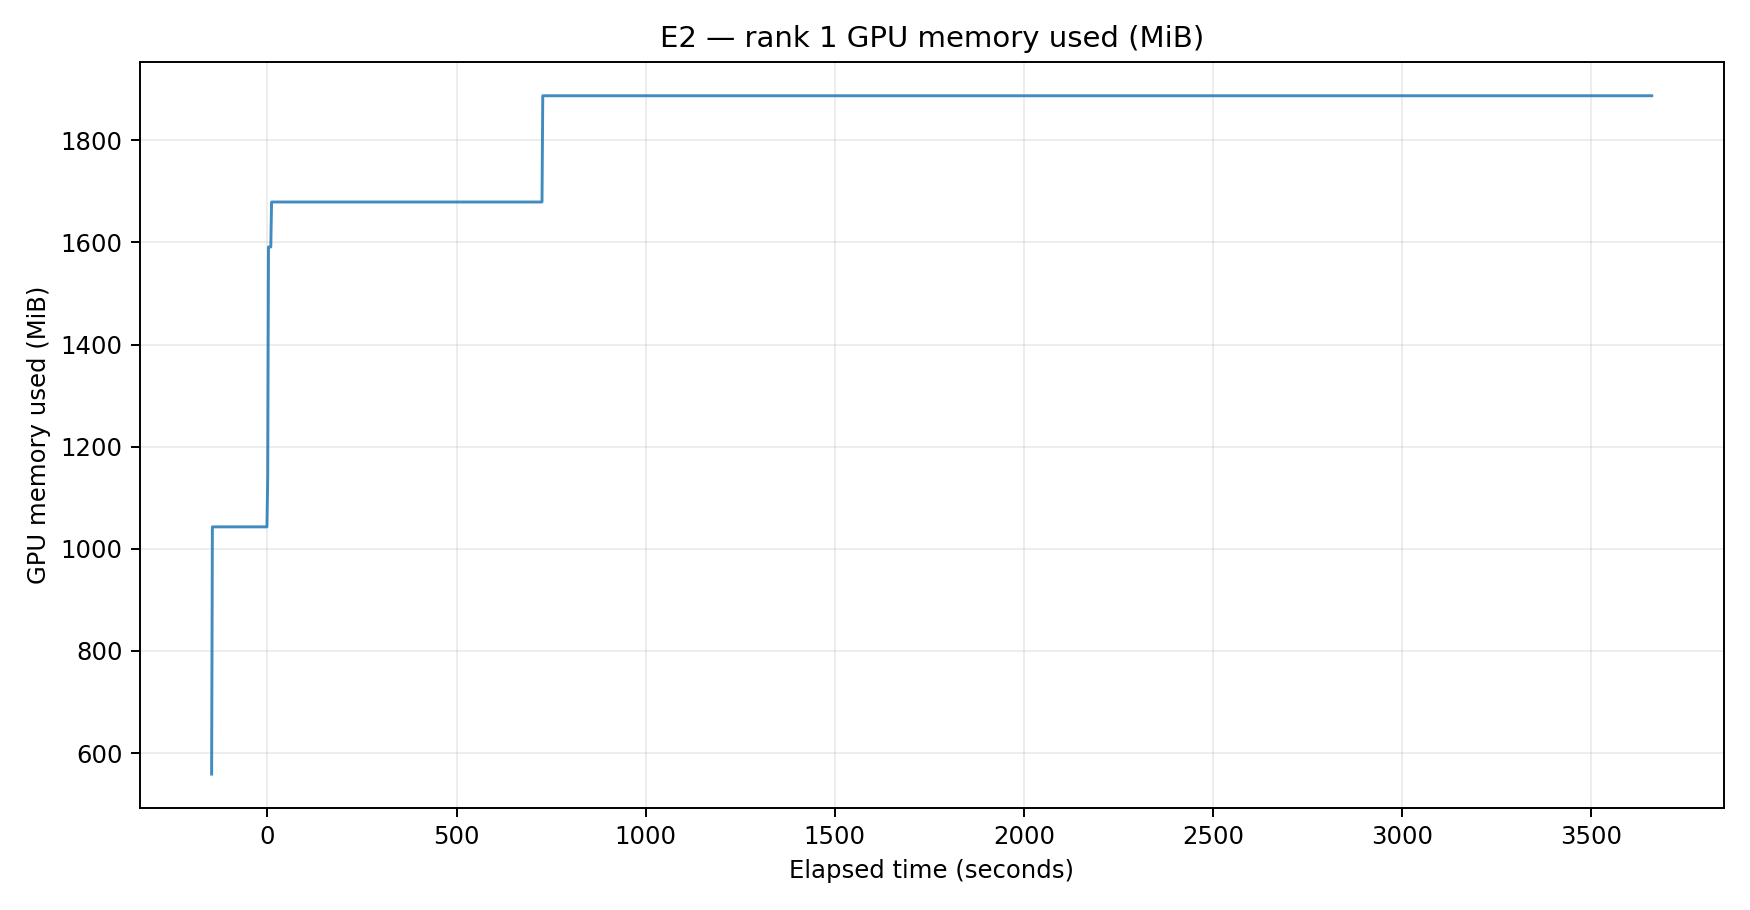 E2 — rank 1 GPU memory used (MiB)
GPU memory used (MiB)
1800
1600
1400
1200
1000
800
600
0 500 1000 1500 2000 2500 3000 3500
Elapsed time (seconds)